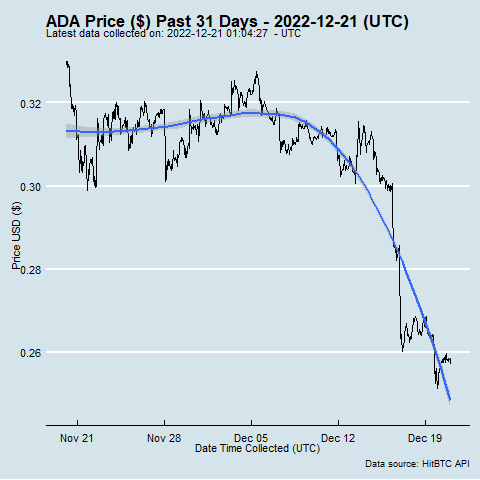 ADA Price ($) Past 31 Days - 2022-12-21 (UTC)
Latest data collected on: 2022-12-21 01:04:27 - UTC
Price USD ($)
0.32
0.30
0.28
0.26
Nov 21 Nov 28 Dec 05 Dec 12 Dec 19
Date Time Collected (UTC)
Data source: HitBTC API